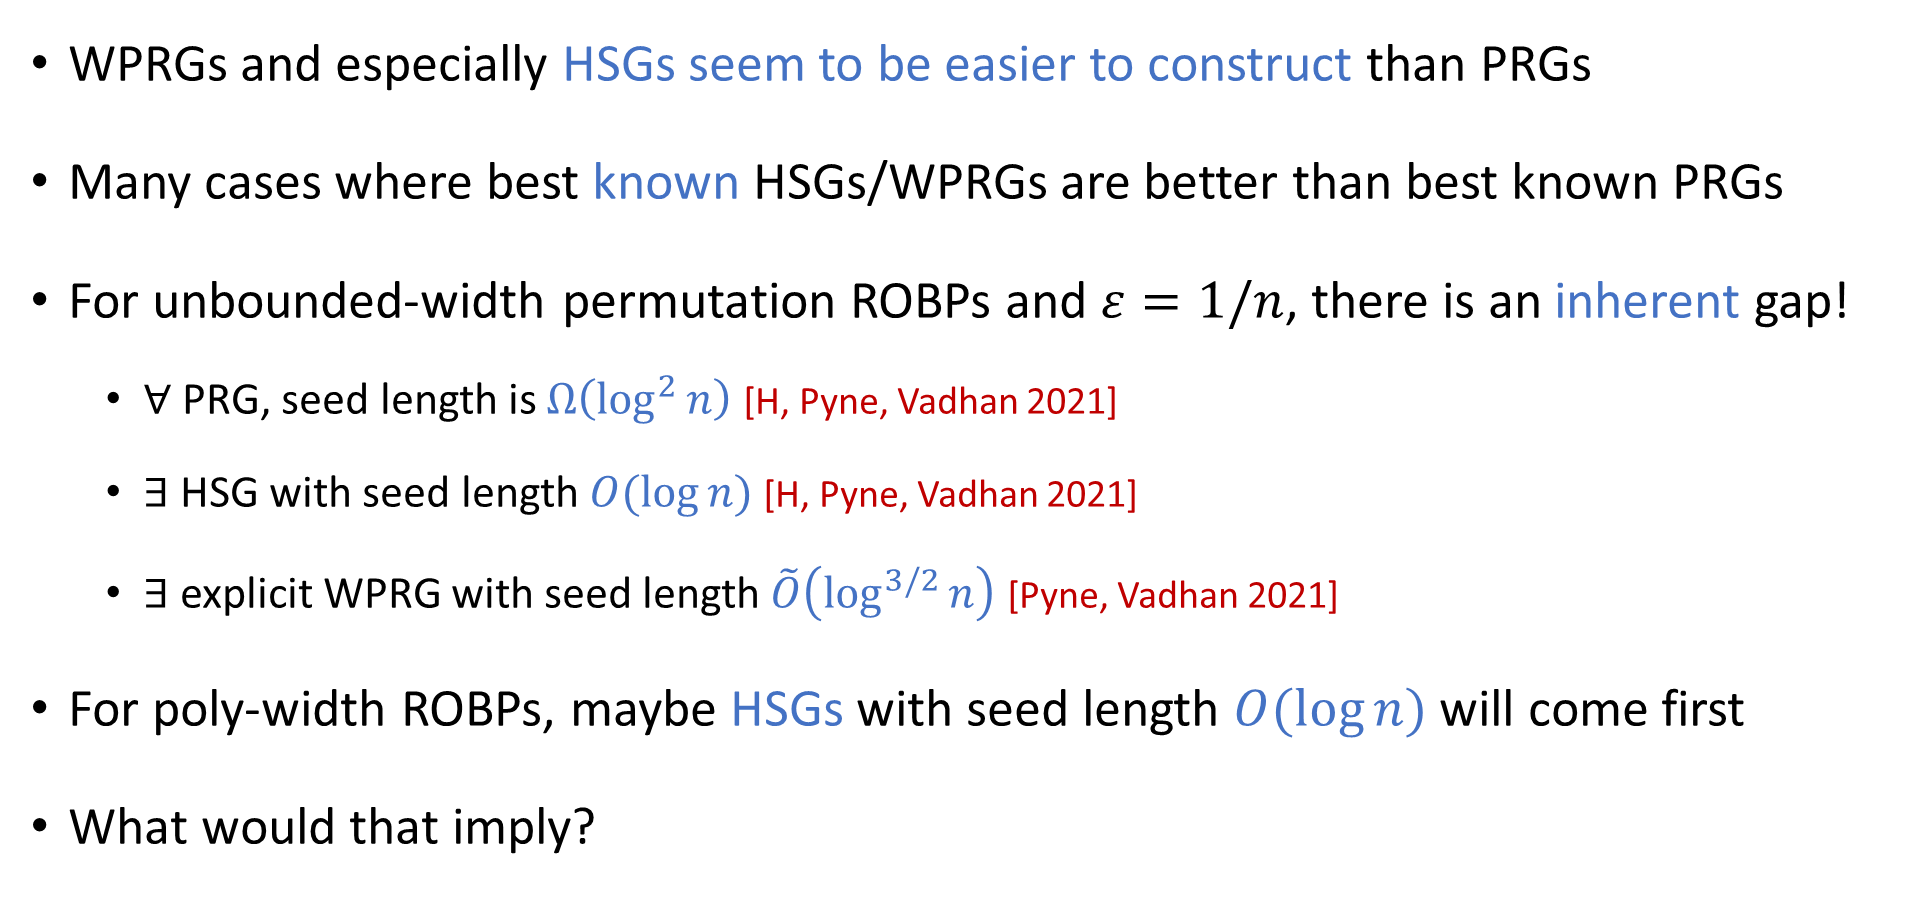 • WPRGs and especially HSGs seem to be easier to construct than PRGs
• Many cases where best known HSGs/WPRGs are better than best known PRGs
• For unbounded-width permutation ROBPs and 𝜀 = 1/𝑛, there is an inherent gap!
• ∀ PRG, seed length is Ω(log² 𝑛) [H, Pyne, Vadhan 2021]
• ∃ HSG with seed length 𝑂(log 𝑛) [H, Pyne, Vadhan 2021]
• ∃ explicit WPRG with seed length Õ(log^{3/2} 𝑛) [Pyne, Vadhan 2021]
• For poly-width ROBPs, maybe HSGs with seed length 𝑂(log 𝑛) will come first
• What would that imply?